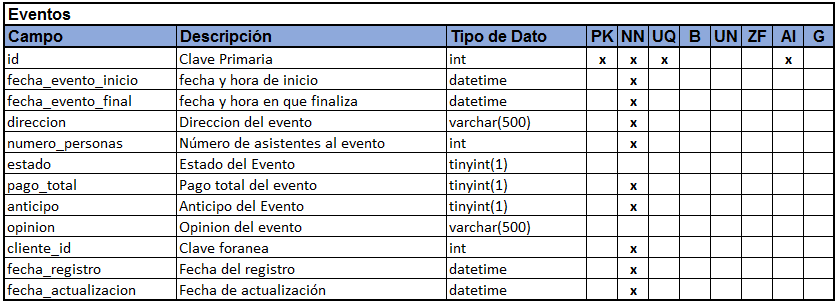 Eventos
Campo Descripción Tipo de Dato PK NN UQ B UN ZF AI G
id Clave Primaria int x x x x
fecha_evento_inicio fecha y hora de inicio datetime x
fecha_evento_final fecha y hora en que finaliza datetime x
direccion Direccion del evento varchar(500) x
numero_personas Número de asistentes al evento int x
estado Estado del Evento tinyint(1)
pago_total Pago total del evento tinyint(1) x
anticipo Anticipo del Evento tinyint(1) x
opinion Opinion del evento varchar(500)
cliente_id Clave foranea int x
fecha_registro Fecha del registro datetime x
fecha_actualizacion Fecha de actualización datetime x